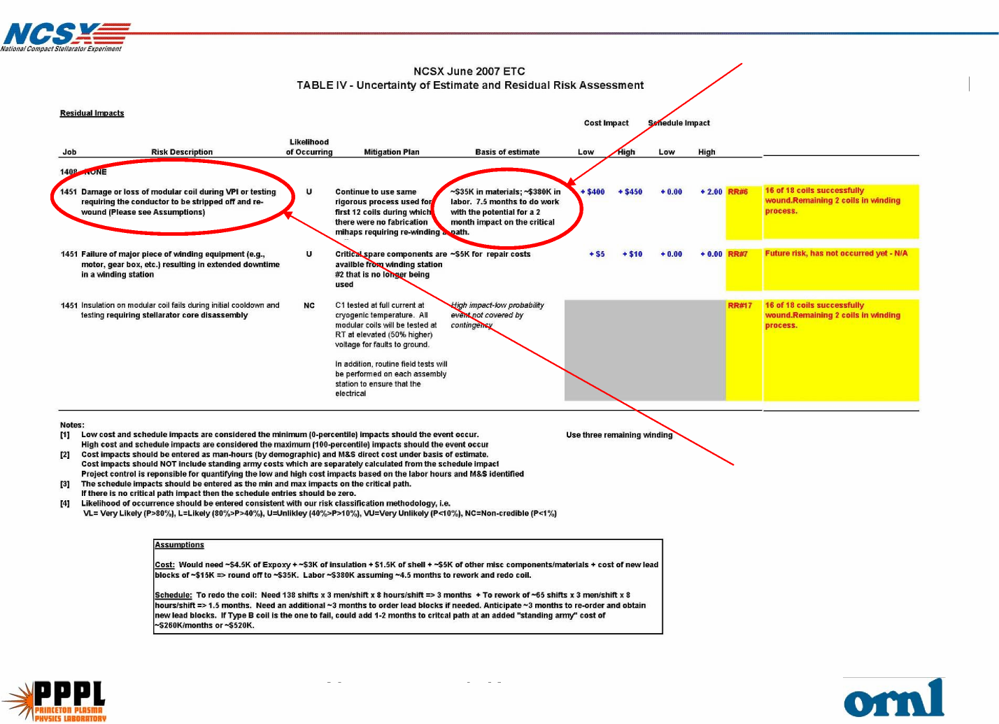 NCSX
National Compact Stellarator Experiment
NCSX June 2007 ETC
TABLE IV - Uncertainty of Estimate and Residual Risk Assessment
Residual Impacts
Cost Impact Schedule Impact
Job Risk Description Likelihood of Occurring Mitigation Plan Basis of estimate Low High Low High
1408 NONE
1451 Damage or loss of modular coil during VPI or testing
requiring the conductor to be stripped off and re-
wound (Please see Assumptions)
U
Continue to use same
rigorous process used for
first 12 coils during which
there were no fabrication
mihaps requiring re-winding a
~$35K in materials; ~$380K in
labor. 7.5 months to do work
with the potential for a 2
month impact on the critical
path.
+ $400 + $450 + 0.00 + 2.00 RR#6
16 of 18 coils successfully
wound.Remaining 2 coils in winding
process.
1451 Failure of major piece of winding equipment (e.g.,
motor, gear box, etc.) resulting in extended downtime
in a winding station
U
Critical spare components are
availble from winding station
#2 that is no longer being
used
~$5K for repair costs
+ $5 + $10 + 0.00 + 0.00 RR#7
Future risk, has not occurred yet - N/A
1451 Insulation on modular coil fails during initial cooldown and
testing requiring stellarator core disassembly
NC
C1 tested at full current at
cryogenic temperature. All
modular coils will be tested at
RT at elevated (50% higher)
voltage for faults to ground.
In addition, routine field tests will
be performed on each assembly
station to ensure that the
electrical
High impact-low probability
event not covered by
contingency
RR#17
16 of 18 coils successfully
wound.Remaining 2 coils in winding
process.
Notes:
[1] Low cost and schedule impacts are considered the minimum (0-percentile) impacts should the event occur.
High cost and schedule impacts are considered the maximum (100-percentile) impacts should the event occur
[2] Cost impacts should be entered as man-hours (by demographic) and M&S direct cost under basis of estimate.
Cost impacts should NOT include standing army costs which are separately calculated from the schedule impact
Project control is reponsible for quantifying the low and high cost impacts based on the labor hours and M&S identified
[3] The schedule impacts should be entered as the min and max impacts on the critical path.
If there is no critical path impact then the schedule entries should be zero.
[4] Likelihood of occurrence should be entered consistent with our risk classification methodology, i.e.
VL= Very Likely (P>80%), L=Likely (80%>P>40%), U=Unlikley (40%>P>10%), VU=Very Unlikely (P<10%), NC=Non-credible (P<1%)
Use three remaining winding
Assumptions
Cost: Would need ~$4.5K of Expoxy + ~$3K of insulation + $1.5K of shell + ~$5K of other misc components/materials + cost of new lead
blocks of ~$15K => round off to ~$35K. Labor ~$380K assuming ~4.5 months to rework and redo coil.
Schedule: To redo the coil: Need 138 shifts x 3 men/shift x 8 hours/shift => 3 months + To rework of ~65 shifts x 3 men/shift x 8
hours/shift => 1.5 months. Need an additional ~3 months to order lead blocks if needed. Anticipate ~3 months to re-order and obtain
new lead blocks. If Type B coil is the one to fail, could add 1-2 months to critcal path at an added "standing army" cost of
~$260K/months or ~$520K.
PPPL
PRINCETON PLASMA
PHYSICS LABORATORY
ornl